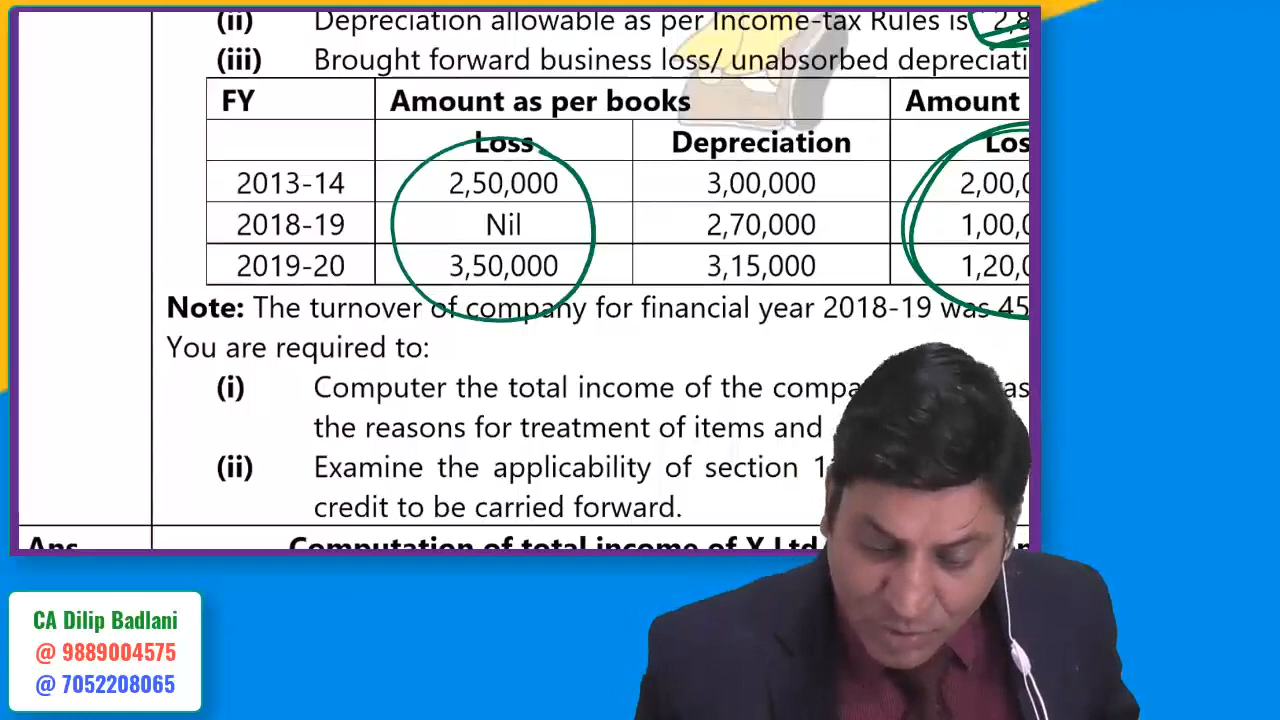 (ii) Depreciation allowable as per Income-tax Rules is
(iii) Brought forward business loss/ unabsorbed
FY Amount as per books Amount
Loss Depreciation
2013-14 2,50,000 3,00,000
2018-19 Nil 2,70,000
2019-20 3,50,000 3,15,000
Note: The turnover of company for financial year 2018-19 was 45
You are required to:
(i) Computer the total income of the
the reasons for treatment of items and
(ii) Examine the applicability of section
credit to be carried forward.
Ans Computation of total income of Y Ltd
CA Dilip Badlani
@ 9889004575
@ 7052208065